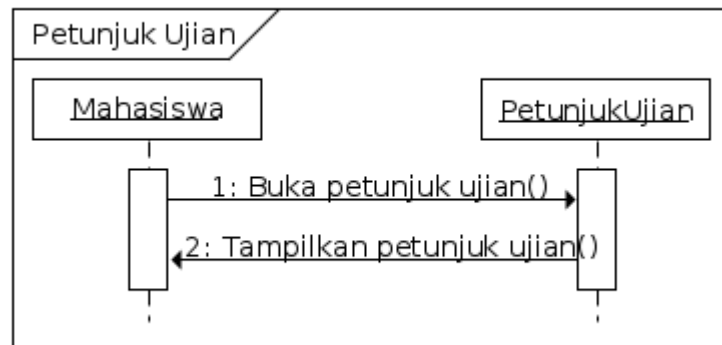 Petunjuk Ujian
Mahasiswa
PetunjukUjian
1: Buka petunjuk ujian()
2: Tampilkan petunjuk ujian()